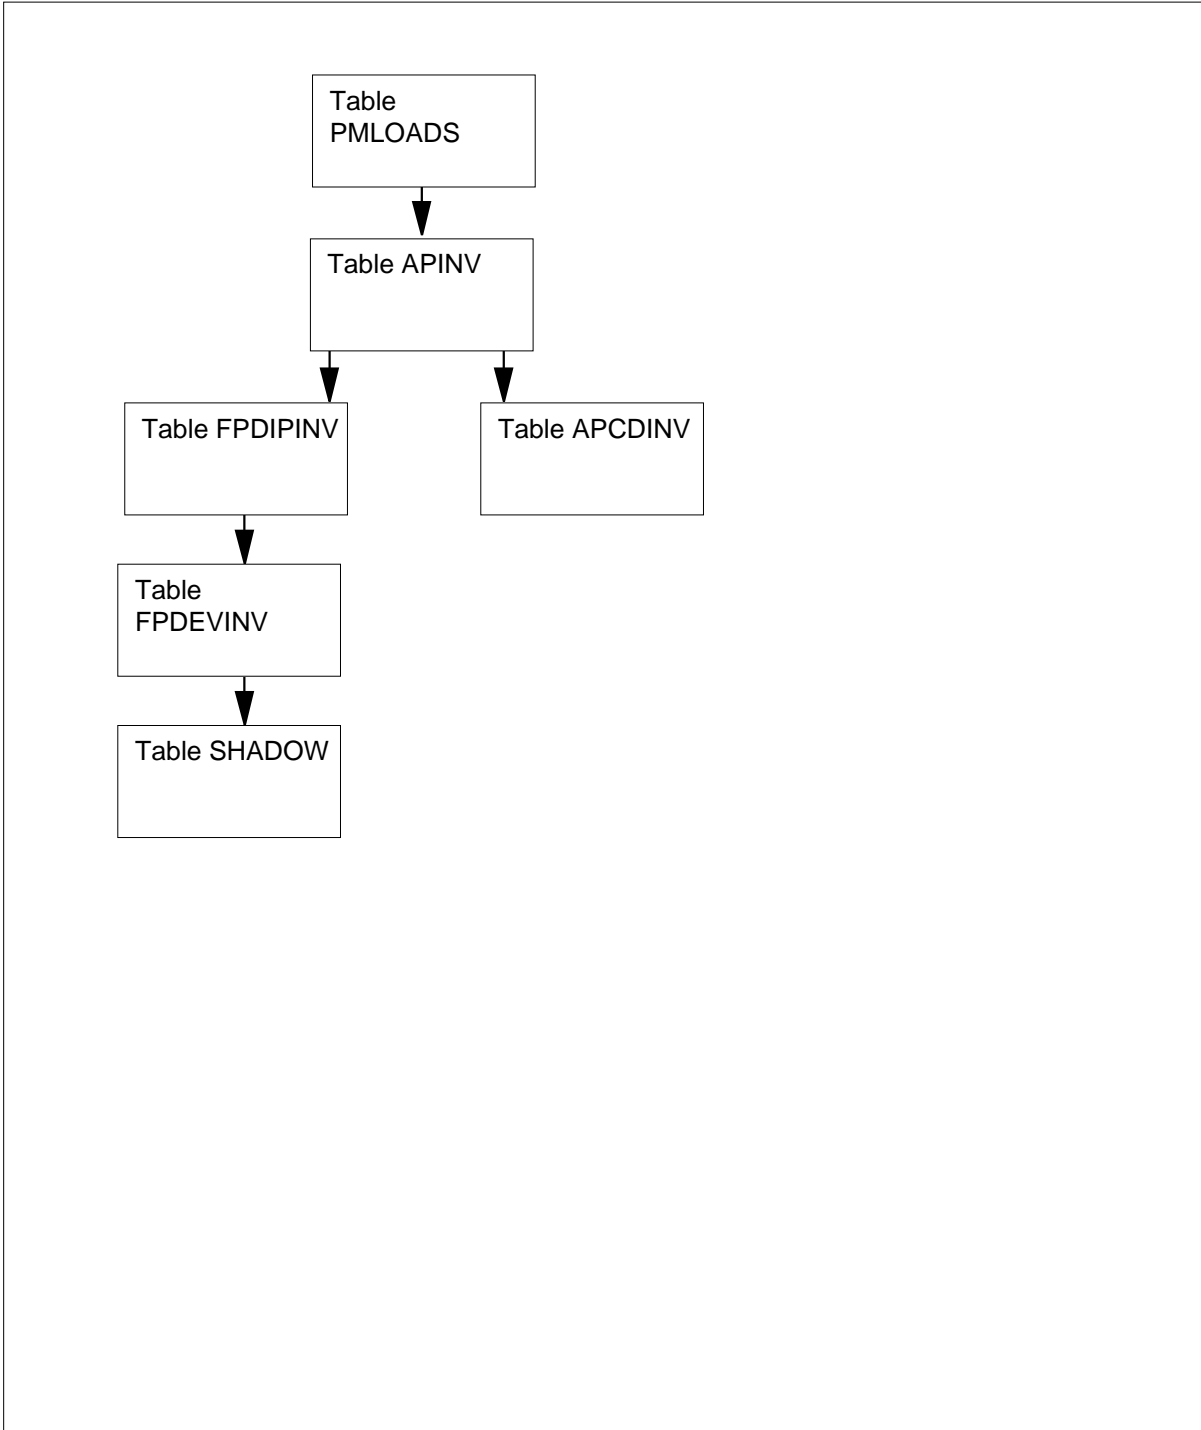 Table
PMLOADS
Table APINV
Table FPDIPINV
Table APCDINV
Table
FPDEVINV
Table SHADOW